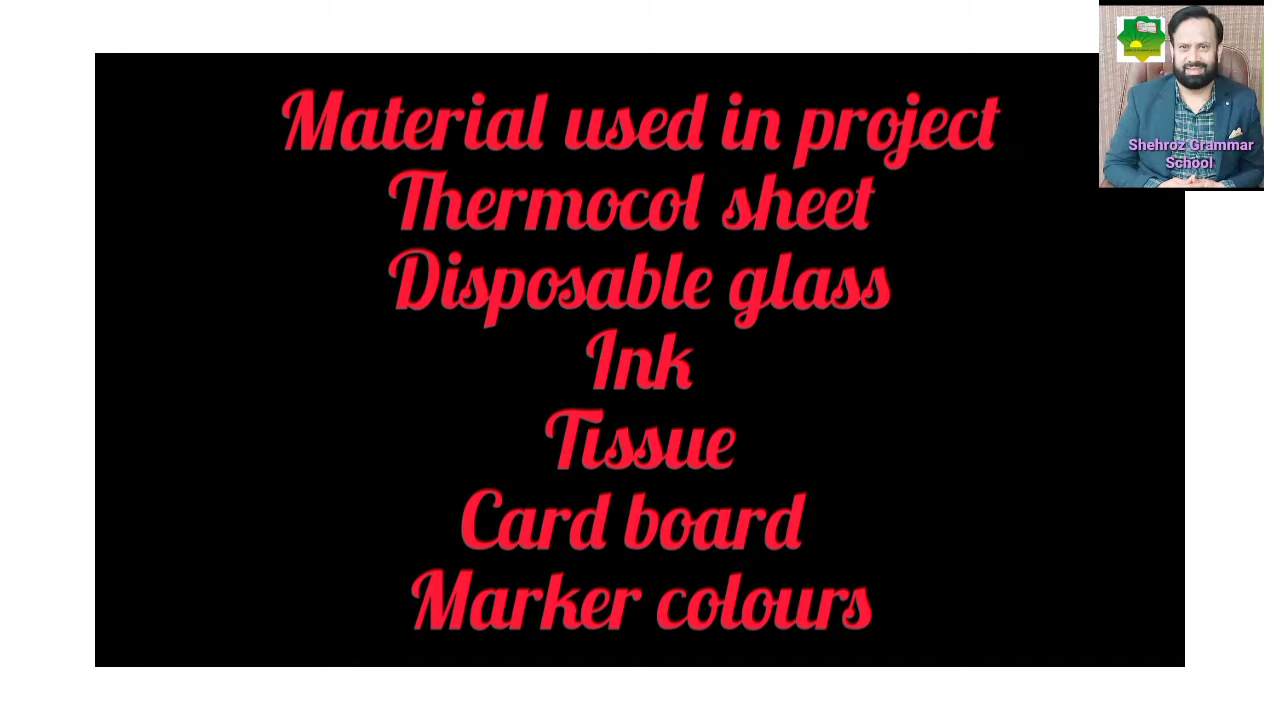 Material used in project
Thermocol sheet
Disposable glass
Ink
Tissue
Card board
Marker colours
Shehroz Grammar
School